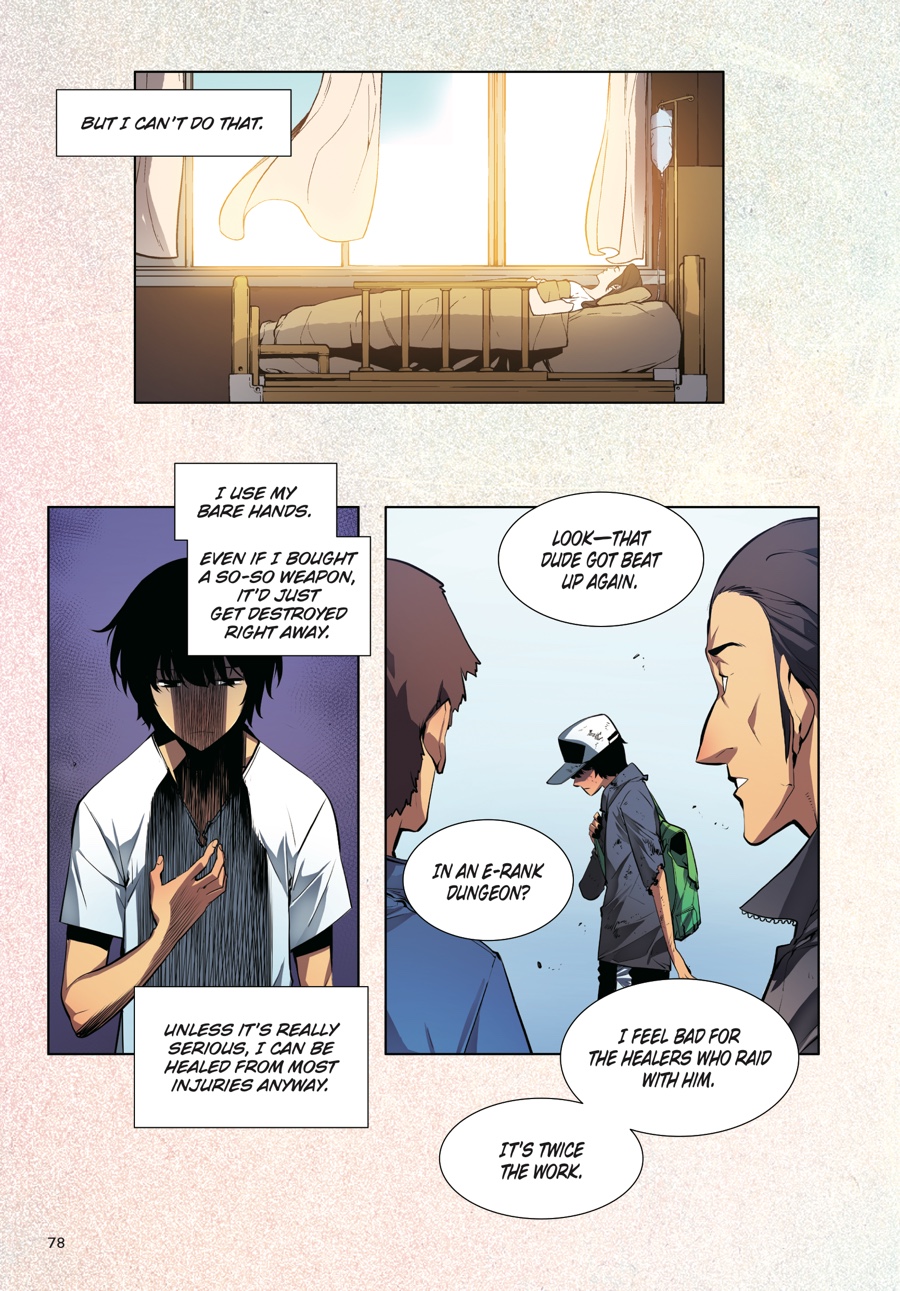 BUT I CAN'T DO THAT.
I USE MY
BARE HANDS.
EVEN IF I BOUGHT
A SO-SO WEAPON,
IT'D JUST
GET DESTROYED
RIGHT AWAY.
UNLESS IT'S REALLY
SERIOUS, I CAN BE
HEALED FROM MOST
INJURIES ANYWAY.
LOOK—THAT
DUDE GOT BEAT
UP AGAIN.
IN AN E-RANK
DUNGEON?
I FEEL BAD FOR
THE HEALERS WHO RAID
WITH HIM.
IT'S TWICE
THE WORK.
78